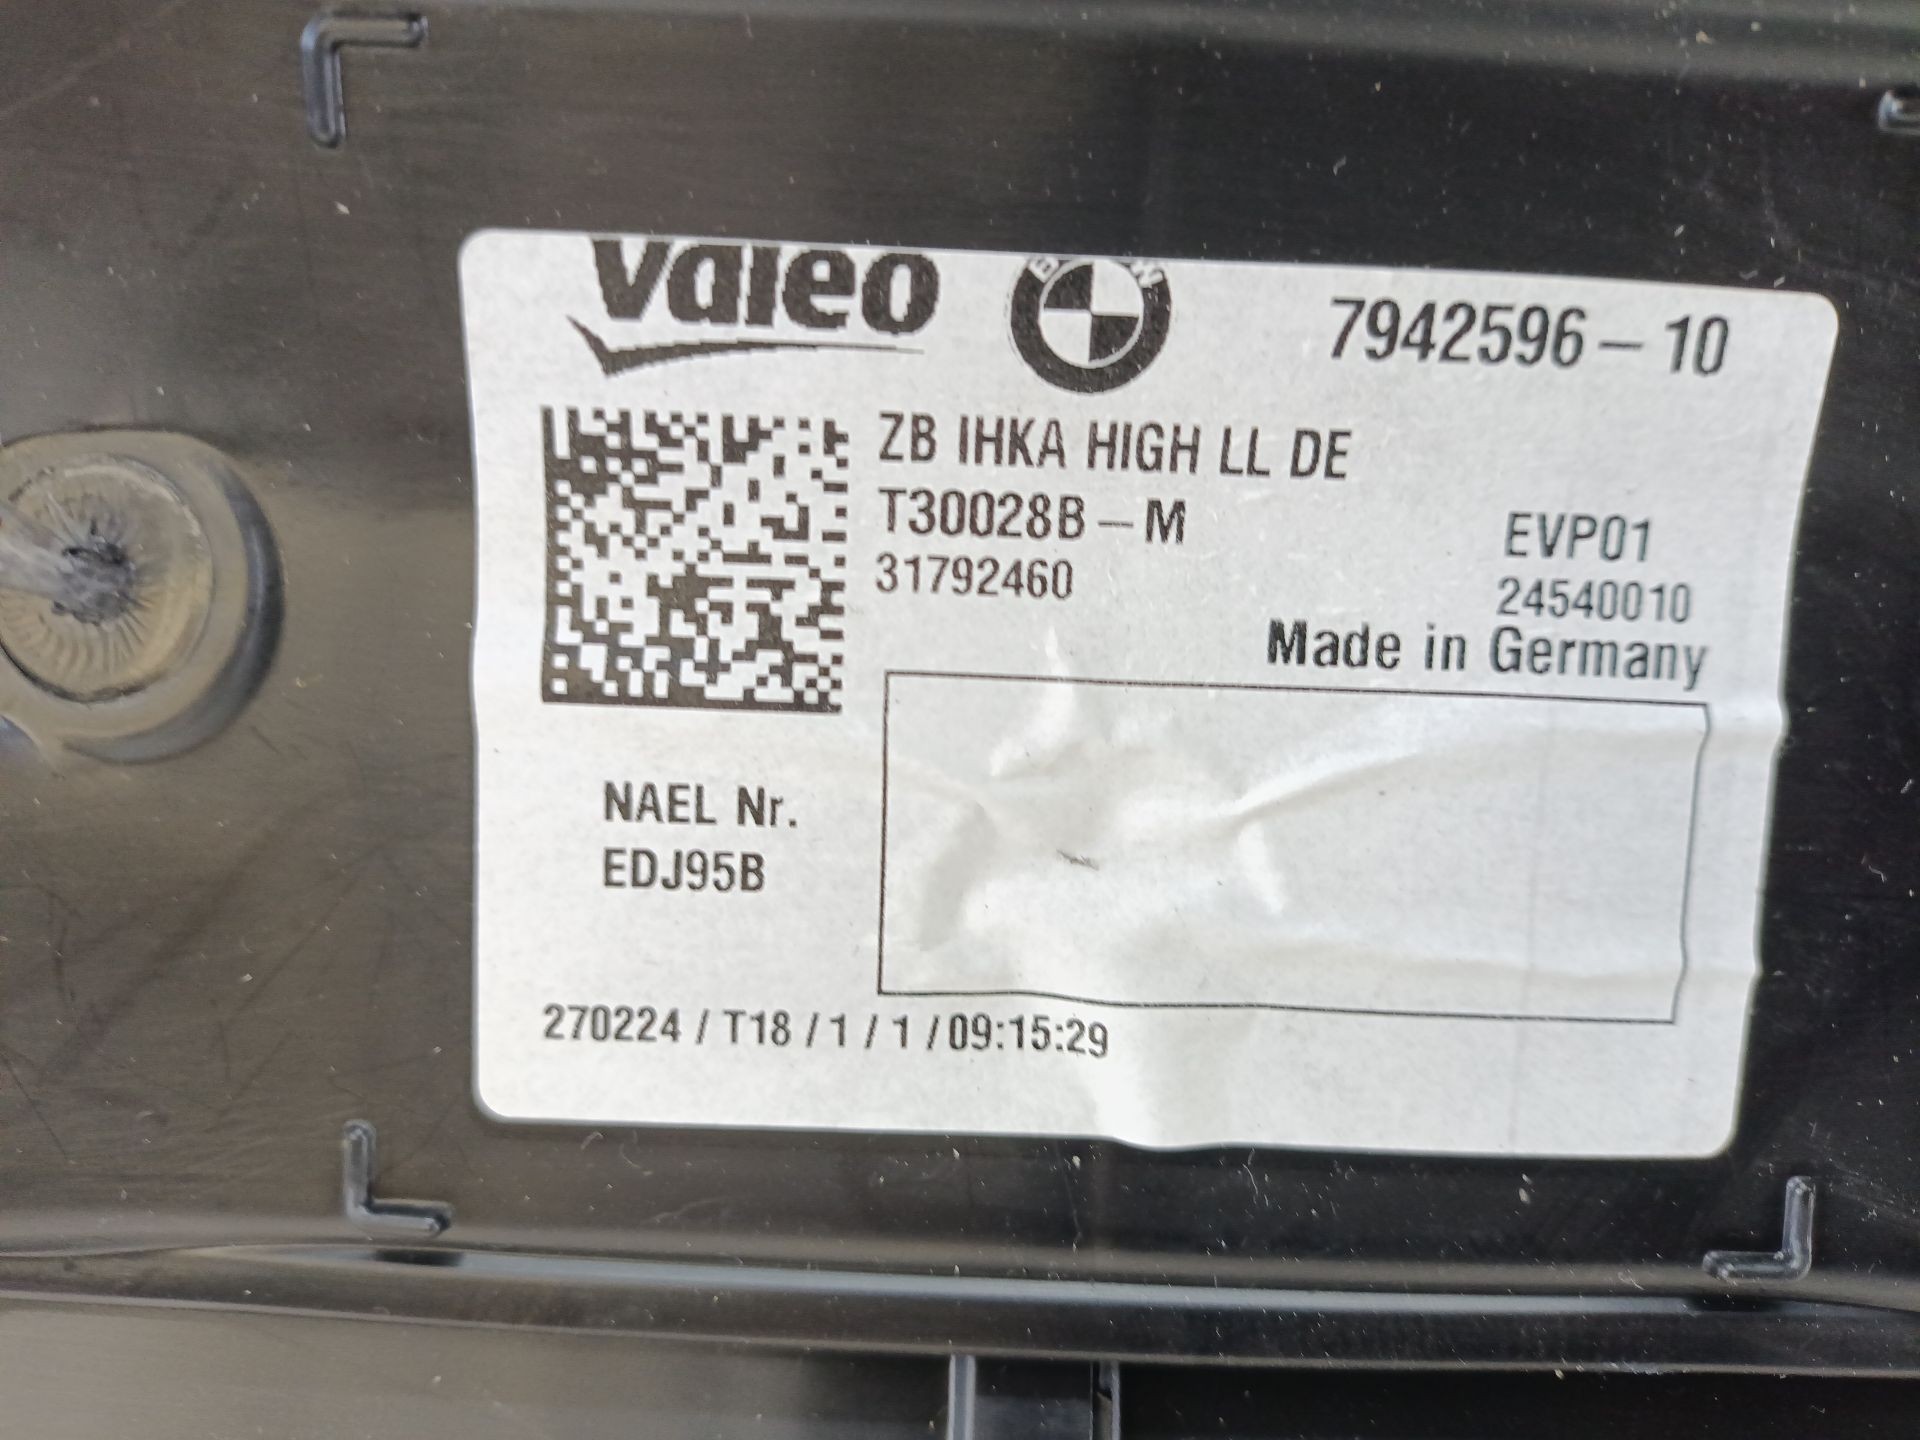 Valeo
BMW
7942596-10
ZB IHKA HIGH LL DE
T30028B-M
31792460
EVP01
24540010
Made in Germany
NAEL Nr.
EDJ95B
270224 / T18 / 1 / 1 / 09:15:29